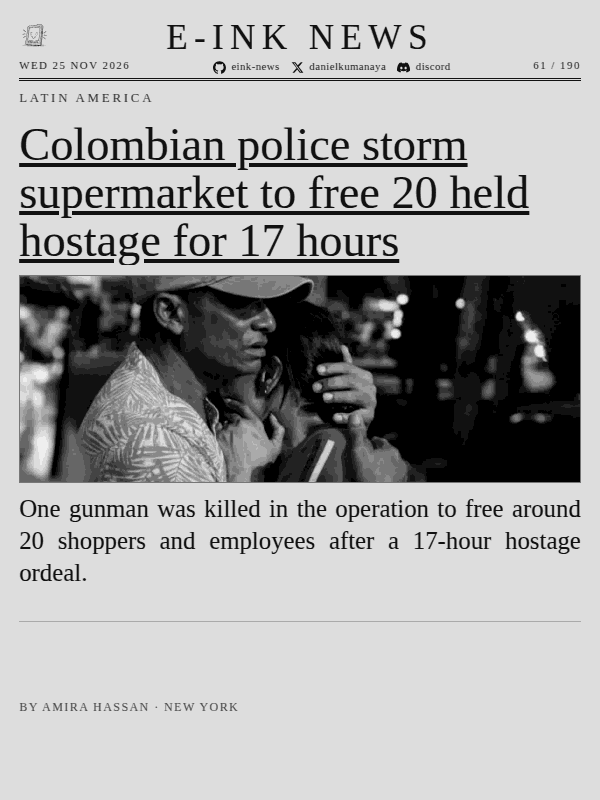 E-INK NEWS
WED 25 NOV 2026
eink-news danielkumanaya discord
61 / 190
LATIN AMERICA
Colombian police storm
supermarket to free 20 held
hostage for 17 hours
One gunman was killed in the operation to free around
20 shoppers and employees after a 17-hour hostage
ordeal.
BY AMIRA HASSAN · NEW YORK